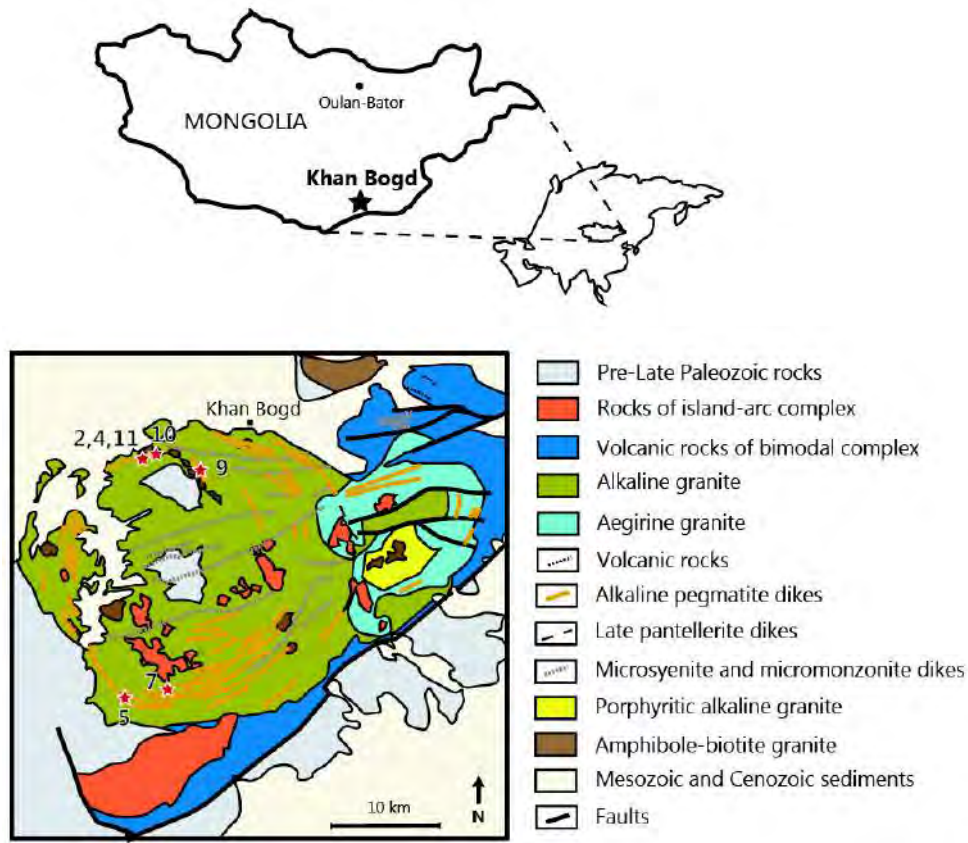 Oulan-Bator
MONGOLIA
Khan Bogd
Khan Bogd
2,4,11
10
9
7
5
10 km
N
Pre-Late Paleozoic rocks
Rocks of island-arc complex
Volcanic rocks of bimodal complex
Alkaline granite
Aegirine granite
Volcanic rocks
Alkaline pegmatite dikes
Late pantellerite dikes
Microsyenite and micromonzonite dikes
Porphyritic alkaline granite
Amphibole-biotite granite
Mesozoic and Cenozoic sediments
Faults